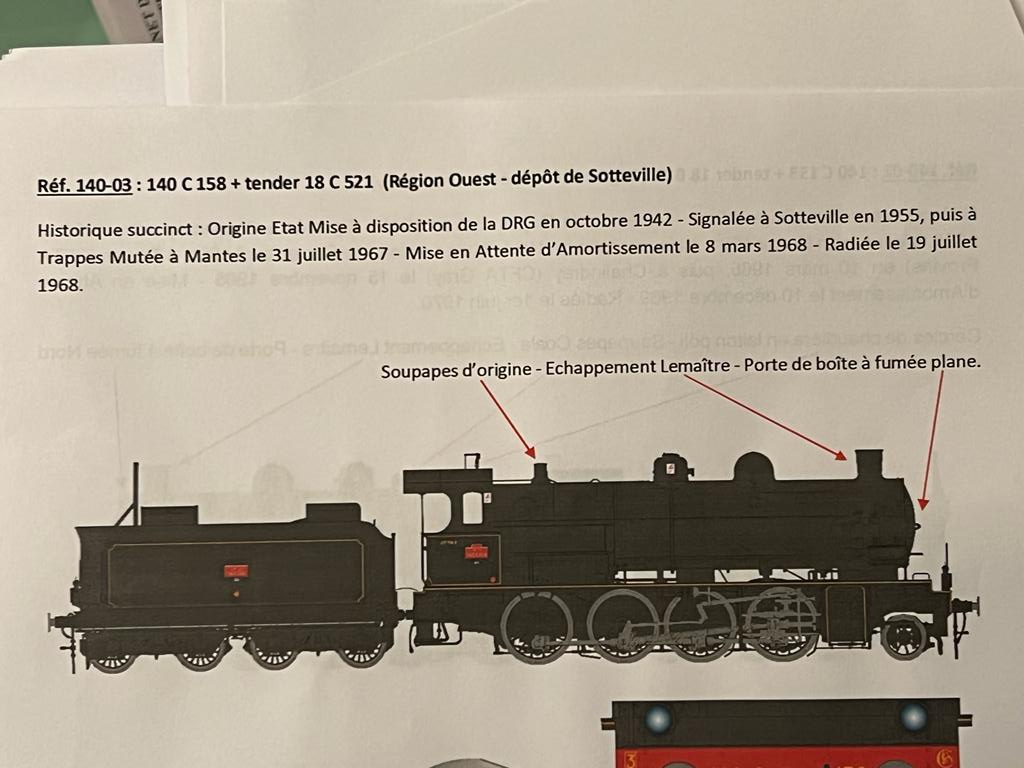 Réf. 140-03 : 140 C 158 + tender 18 C 521 (Région Ouest - dépôt de Sotteville)
Historique succinct : Origine Etat Mise à disposition de la DRG en octobre 1942 - Signalée à Sotteville en 1955, puis à
Trappes Mutée à Mantes le 31 juillet 1967 - Mise en Attente d'Amortissement le 8 mars 1968 - Radiée le 19 juillet
1968.
Soupapes d'origine - Echappement Lemaître - Porte de boîte à fumée plane.